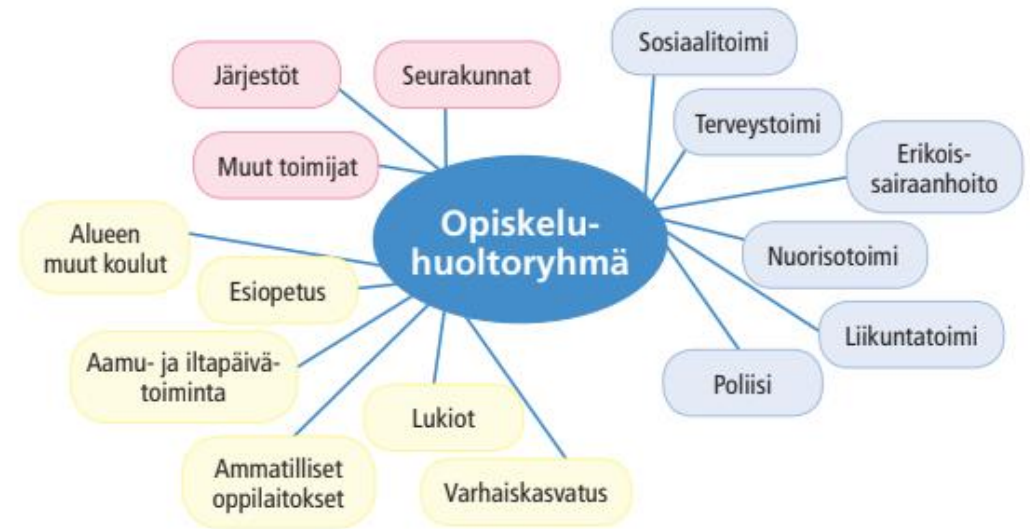 Järjestöt
Seurakunnat
Muut toimijat
Sosiaalitoimi
Terveystoimi
Erikois-
sairaanhoito
Nuorisotoimi
Liikuntatoimi
Poliisi
Opiskelu-
huoltoryhmä
Alueen
muut koulut
Esiopetus
Aamu- ja iltapäivä-
toiminta
Ammatilliset
oppilaitokset
Lukiot
Varhaiskasvatus